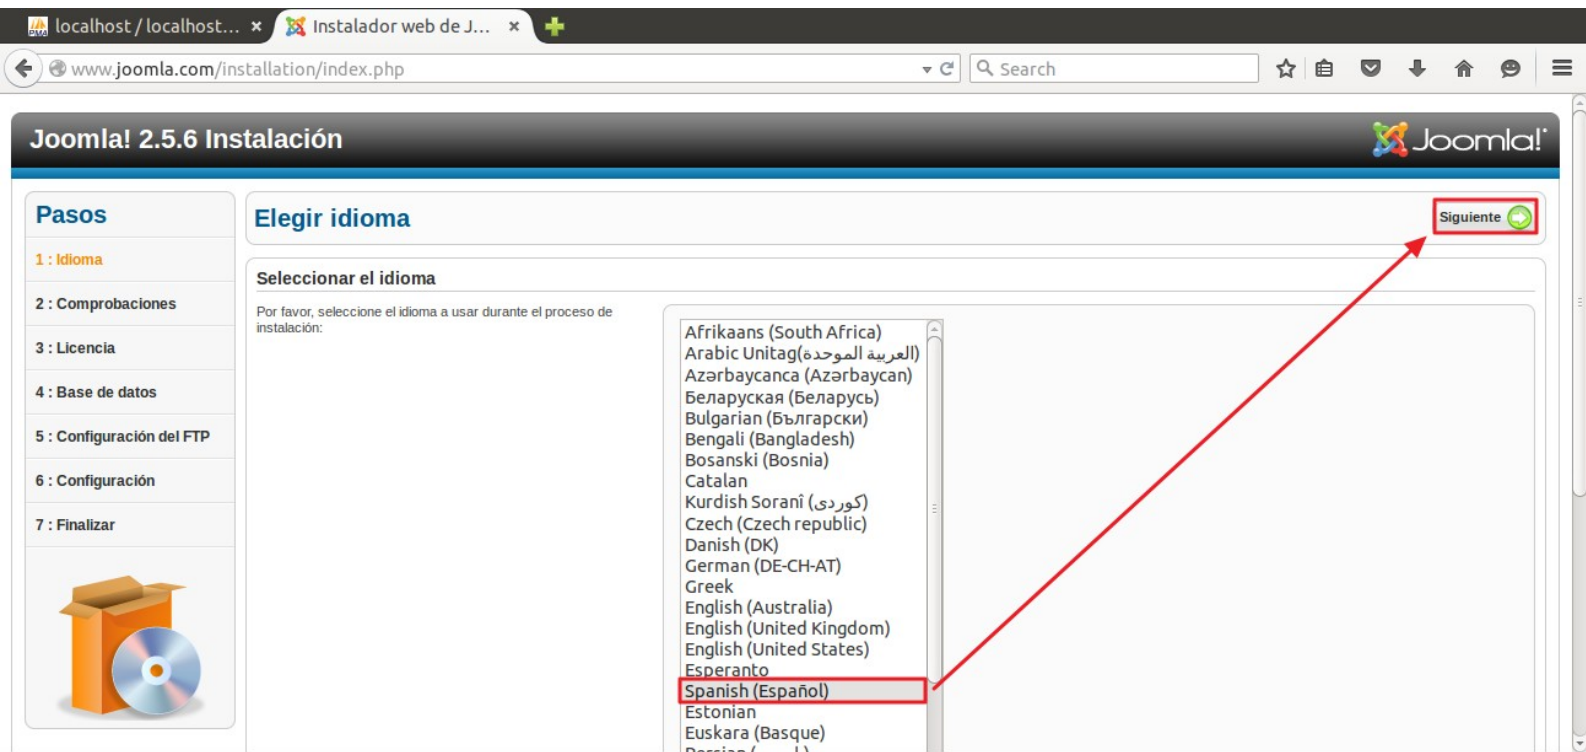 localhost / localhost...
Instalador web de J...
www.joomla.com/installation/index.php
Search
Joomla! 2.5.6 Instalación
Joomla!
Pasos
1 : Idioma
2 : Comprobaciones
3 : Licencia
4 : Base de datos
5 : Configuración del FTP
6 : Configuración
7 : Finalizar
Elegir idioma
Siguiente
Seleccionar el idioma
Por favor, seleccione el idioma a usar durante el proceso de
instalación:
Afrikaans (South Africa)
Arabic Unitag(العربية الموحدة)
Azərbaycanca (Azərbaycan)
Беларуская (Беларусь)
Bulgarian (Български)
Bengali (Bangladesh)
Bosanski (Bosnia)
Catalan
Kurdish Soranî (کوردی)
Czech (Czech republic)
Danish (DK)
German (DE-CH-AT)
Greek
English (Australia)
English (United Kingdom)
English (United States)
Esperanto
Spanish (Español)
Estonian
Euskara (Basque)